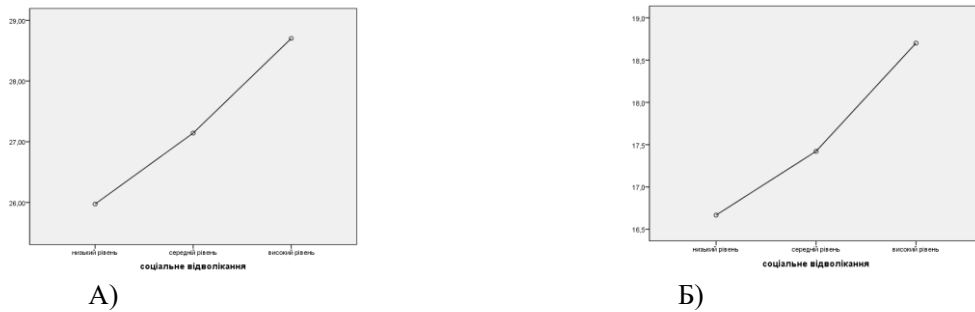 29,00
28,00
27,00
26,00
низький рівень середній рівень високий рівень
соціальне відволікання
А)
19,0
18,5
18,0
17,5
17,0
16,5
низький рівень середній рівень високий рівень
соціальне відволікання
Б)